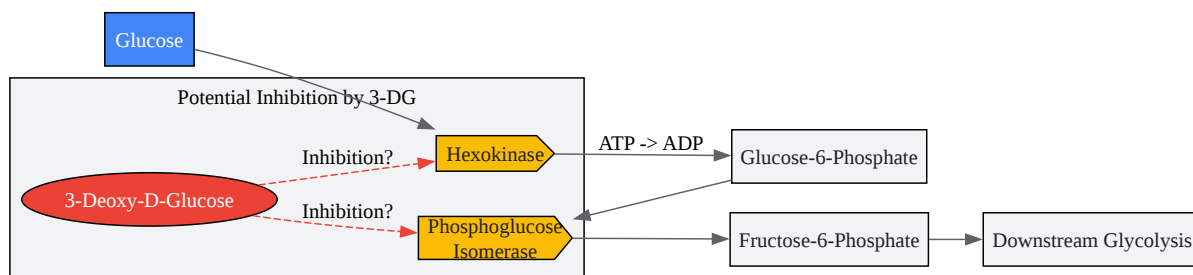 Glucose
Potential Inhibition by 3-DG
Inhibition?
Hexokinase
ATP -> ADP
Glucose-6-Phosphate
3-Deoxy-D-Glucose
Inhibition?
Phosphoglucose
Isomerase
Fructose-6-Phosphate
Downstream Glycolysis